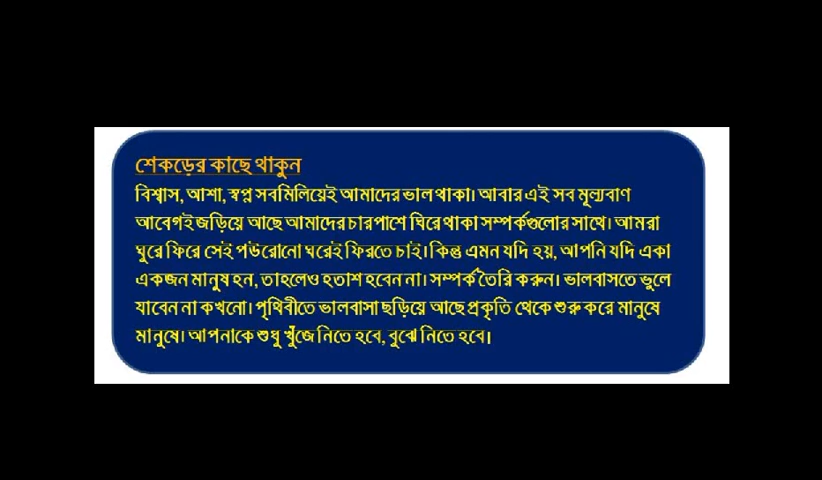 শেকড়ের কাছে থাকুন
বিশ্বাস, আশা, স্বপ্ন সবমিলিয়েই আমাদের ভাল থাকা। আবার এই সব মূল্যবাণ
আবেগই জড়িয়ে আছে আমাদের চারপাশে ঘিরে থাকা সম্পর্কগুলোর সাথে। আমরা
ঘুরে ফিরে সেই পউরোনো ঘরেই ফিরতে চাই। কিন্তু এমন যদি হয়, আপনি যদি একা
একজন মানুষ হন, তাহলেও হতাশ হবেন না। সম্পর্ক তৈরি করুন। ভালবাসতে ভুলে
যাবেন না কখনো। পৃথিবীতে ভালবাসা ছড়িয়ে আছে প্রকৃতি থেকে শুরু করে মানুষে
মানুষে। আপনাকে শুধু খুঁজে নিতে হবে, বুঝে নিতে হবে।